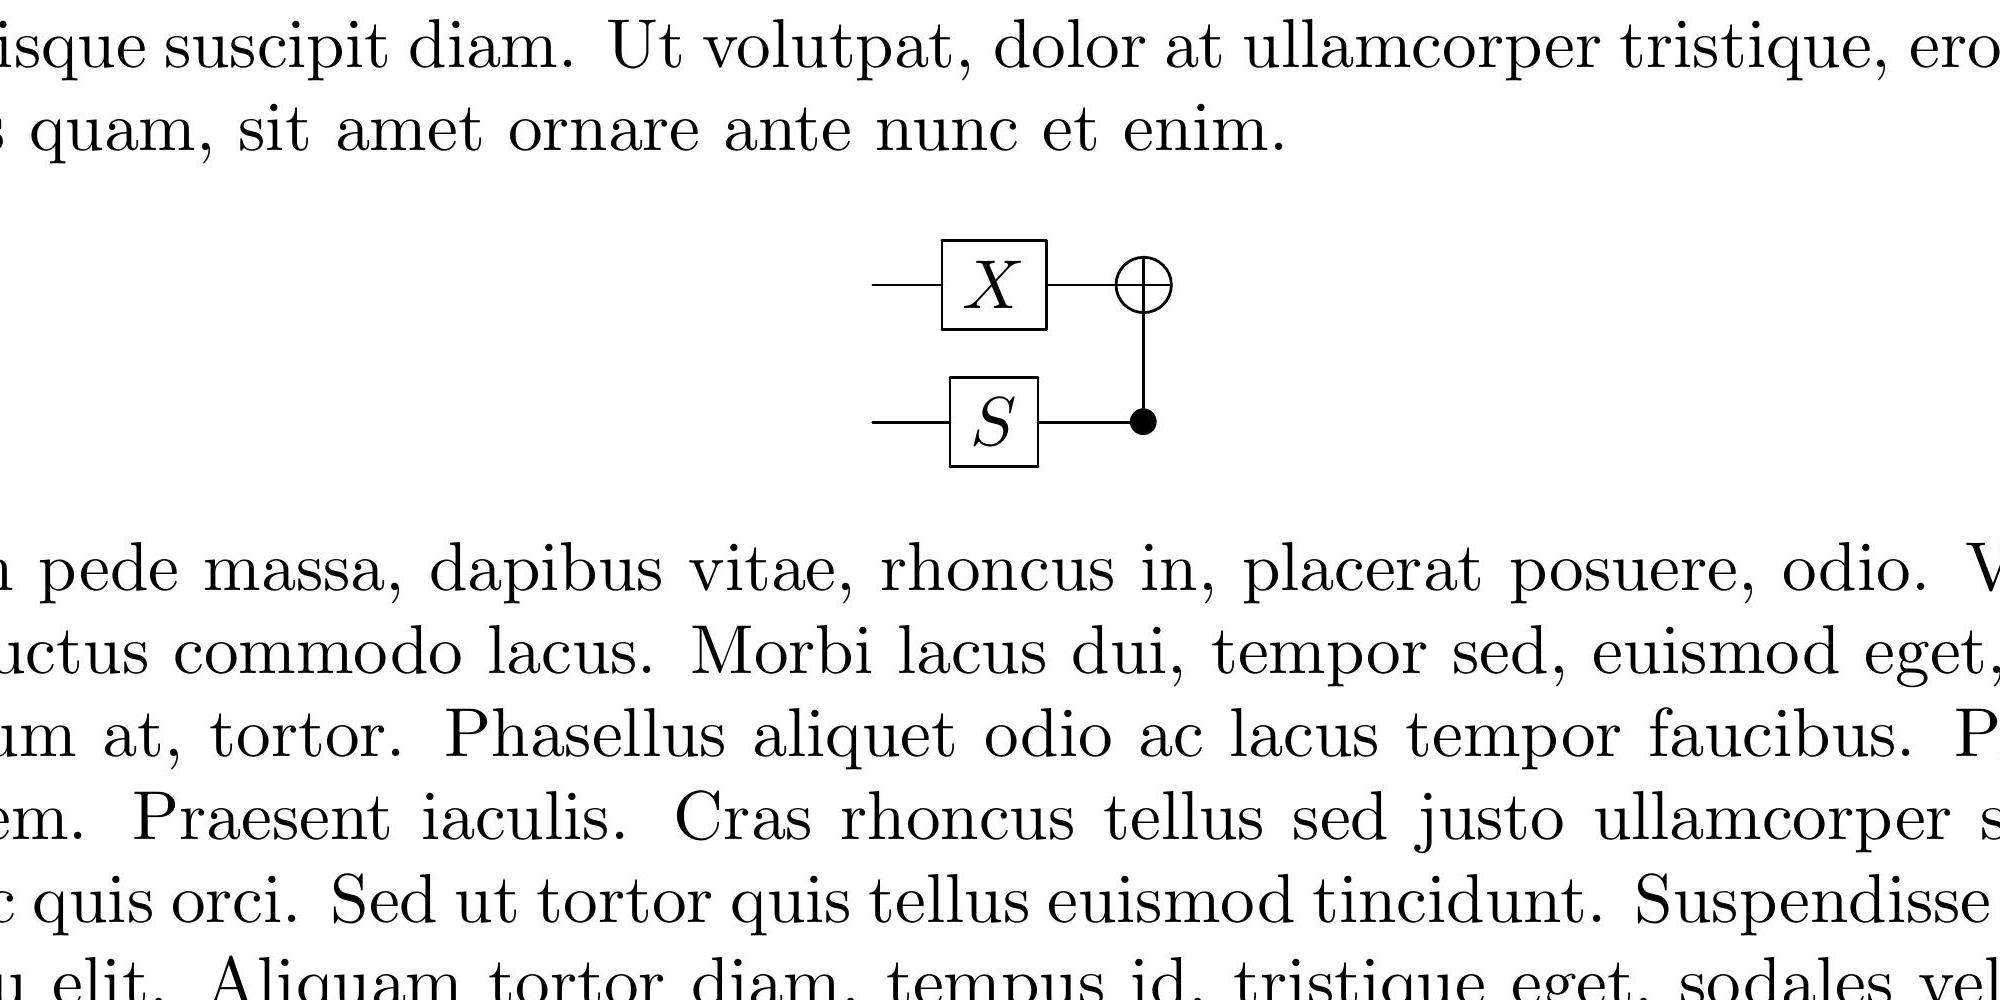 isque suscipit diam. Ut volutpat, dolor at ullamcorper tristique, ero
s quam, sit amet ornare ante nunc et enim.
X
S
pede massa, dapibus vitae, rhoncus in, placerat posuere, odio. V
uctus commodo lacus. Morbi lacus dui, tempor sed, euismod eget,
um at, tortor. Phasellus aliquet odio ac lacus tempor faucibus. P
em. Praesent iaculis. Cras rhoncus tellus sed justo ullamcorper s
c quis orci. Sed ut tortor quis tellus euismod tincidunt. Suspendisse
u elit. Aliquam tortor diam, tempus id, tristique eget, sodales vel